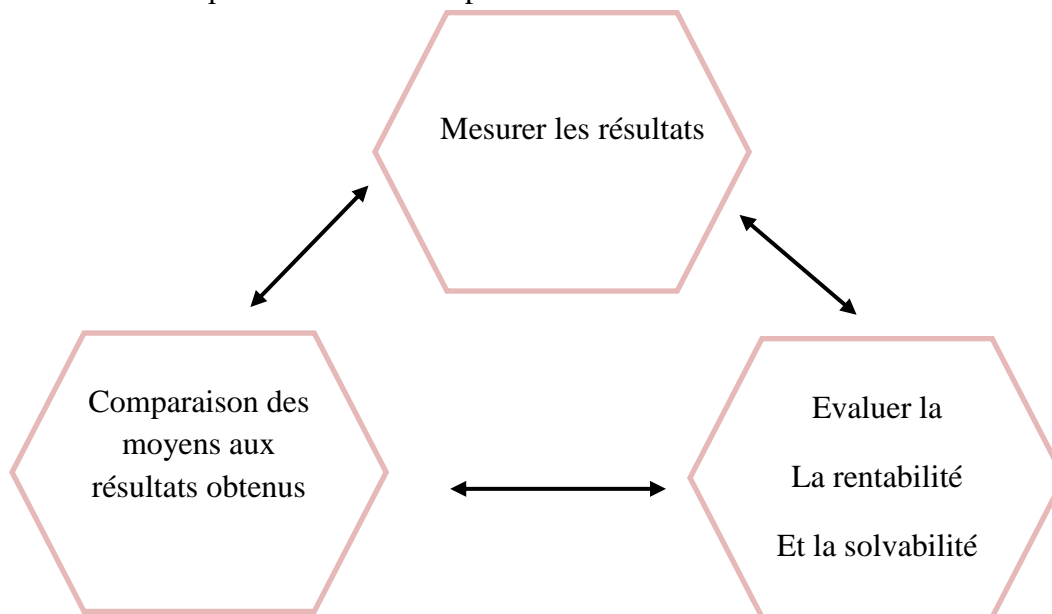 Mesurer les résultats
Comparaison des
moyens aux
résultats obtenus
Evaluer la
La rentabilité
Et la solvabilité